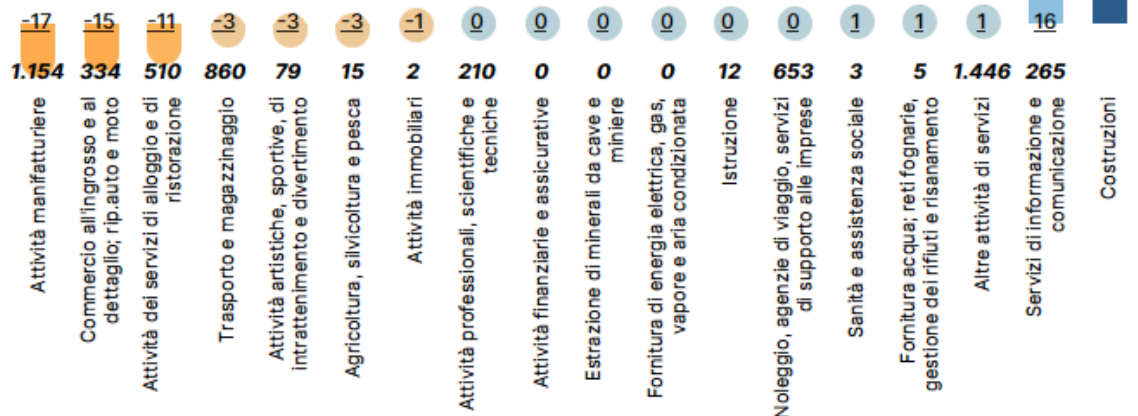 -17 -15 -11 -3 -3 -3 -1 0 0 0 0 0 0 1 1 1 16
1.154 334 510 860 79 15 2 210 0 0 0 12 653 3 5 1.446 265
Attività manifatturiere
Commercio all'ingrosso e al
dettaglio; rip.auto e moto
Attività dei servizi di alloggio e di
ristorazione
Trasporto e magazzinaggio
Attività artistiche, sportive, di
intrattenimento e divertimento
Agricoltura, silvicoltura e pesca
Attività immobiliari
Attività professionali, scientifiche e
tecniche
Attività finanziarie e assicurative
Estrazione di minerali da cave e
miniere
Fornitura di energia elettrica, gas,
vapore e aria condizionata
Istruzione
Noleggio, agenzie di viaggio, servizi
di supporto alle imprese
Sanità e assistenza sociale
Fornitura acqua; reti fognarie,
gestione dei rifiuti e risanamento
Altre attività di servizi
Servizi di informazione e
comunicazione
Costruzioni